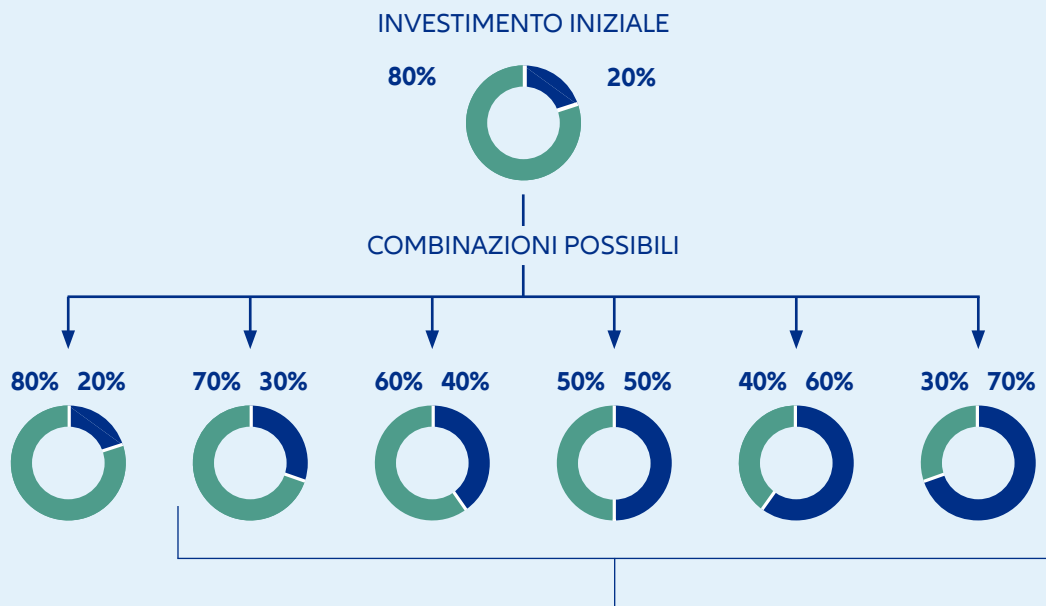 INVESTIMENTO INIZIALE
80% 20%
COMBINAZIONI POSSIBILI
80% 20% 70% 30% 60% 40% 50% 50% 40% 60% 30% 70%